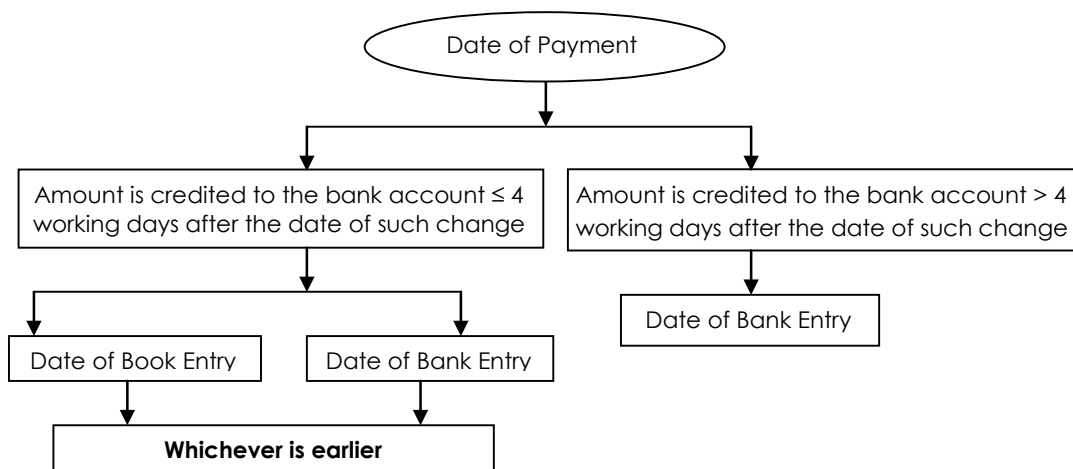 Date of Payment
Amount is credited to the bank account ≤ 4
working days after the date of such change
Amount is credited to the bank account > 4
working days after the date of such change
Date of Book Entry
Date of Bank Entry
Date of Bank Entry
Whichever is earlier